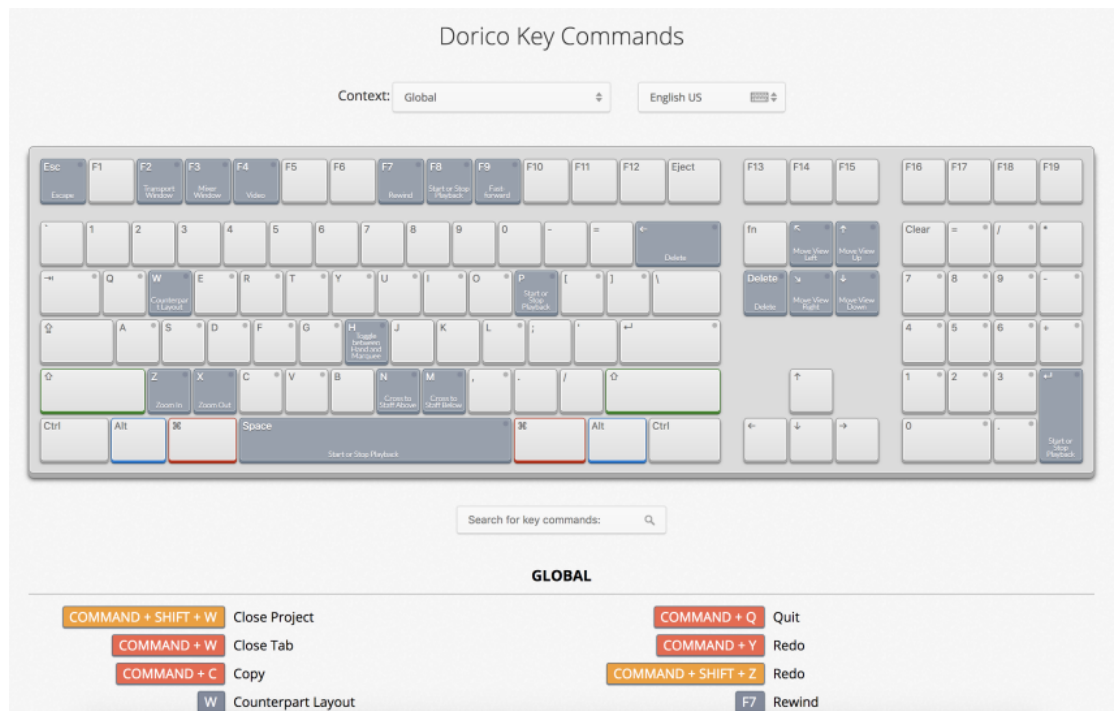 Dorico Key Commands
Context: Global English US
Esc F1 F2 F3 F4 F5 F6 F7 F8 F9 F10 F11 F12 Eject F13 F14 F15 F16 F17 F18 F19
Escape Transport Window Mixer Window Video Rewind Start or Stop Playback Fast-forward
` 1 2 3 4 5 6 7 8 9 0 - = ← fn ↖ ↑ Clear = / *
Delete Move View Left Move View Up
⇥ Q W E R T Y U I O P [ ] \ Delete ↘ ↓ 7 8 9 -
Counterpart Layout Start or Stop Playback Delete Move View Right Move View Down
⇪ A S D F G H J K L ; ' ↵ 4 5 6 +
Toggle between Hand and Marquee
⇧ Z X C V B N M , . / ⇧ ↑ 1 2 3 ↵
Zoom In Zoom Out Cross to Staff Above Cross to Staff Below
Ctrl Alt ⌘ Space ⌘ Alt Ctrl ← ↓ → 0 .
Start or Stop Playback Start or Stop Playback
Search for key commands:
GLOBAL
COMMAND + SHIFT + W Close Project COMMAND + Q Quit
COMMAND + W Close Tab COMMAND + Y Redo
COMMAND + C Copy COMMAND + SHIFT + Z Redo
W Counterpart Layout F7 Rewind